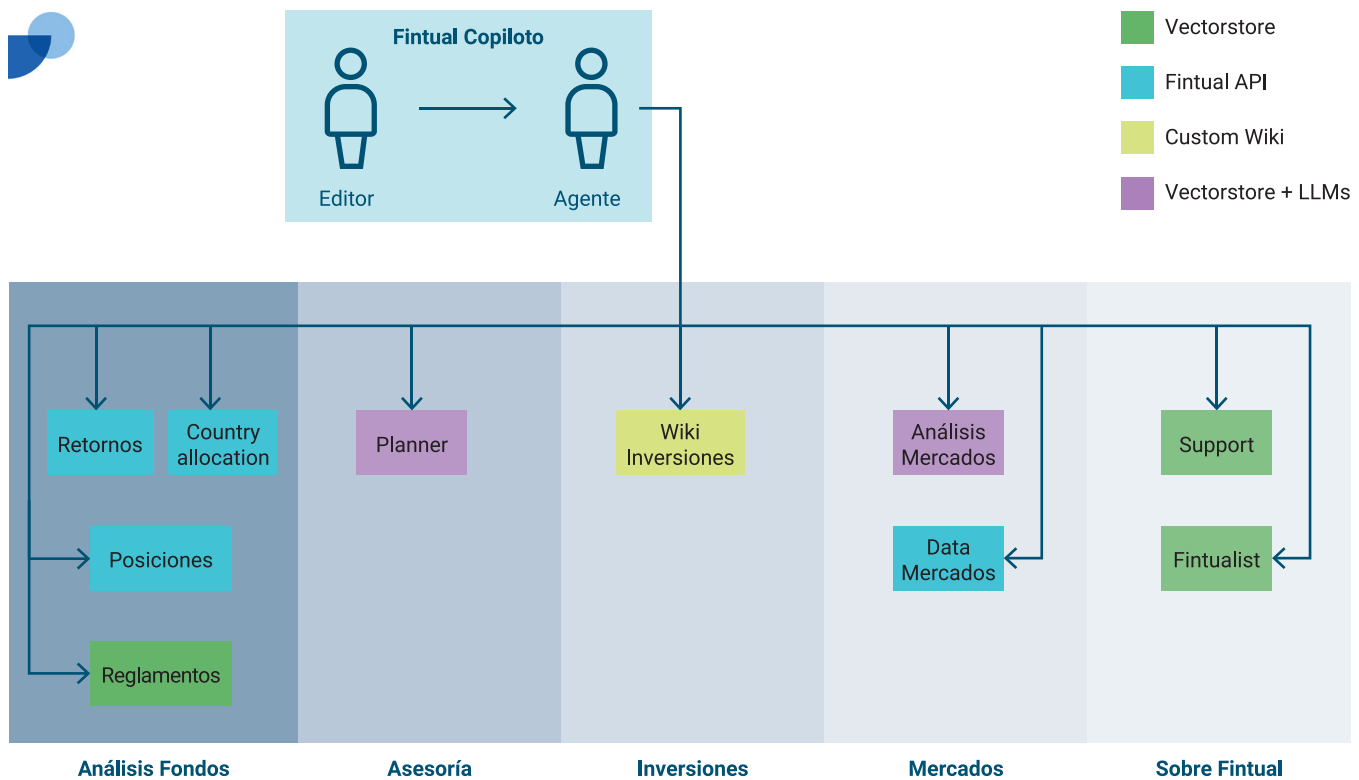 Fintual Copiloto
Editor
Agente
Vectorstore
Fintual API
Custom Wiki
Vectorstore + LLMs
Retornos
Country
allocation
Planner
Wiki
Inversiones
Análisis
Mercados
Support
Posiciones
Data
Mercados
Fintualist
Reglamentos
Análisis Fondos
Asesoría
Inversiones
Mercados
Sobre Fintual